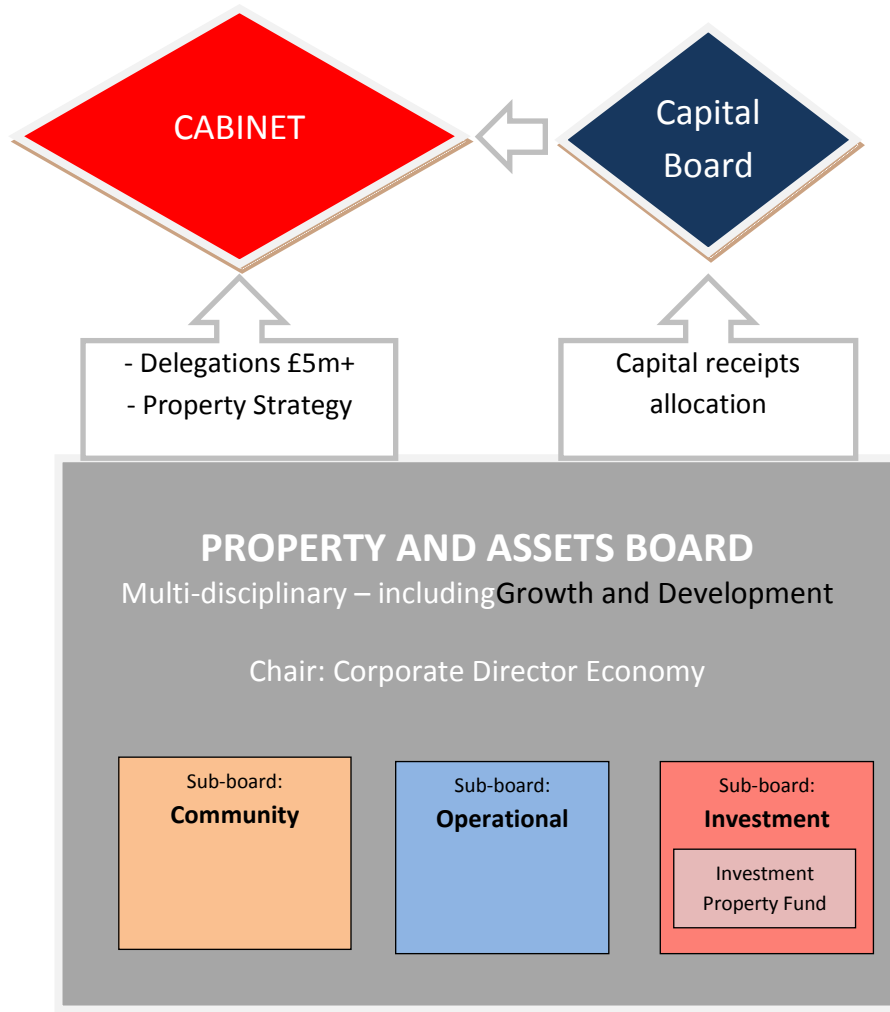 CABINET
Capital
Board
- Delegations £5m+
- Property Strategy
Capital receipts
allocation
PROPERTY AND ASSETS BOARD
Multi-disciplinary – includingGrowth and Development
Chair: Corporate Director Economy
Sub-board:
Community
Sub-board:
Operational
Sub-board:
Investment
Investment
Property Fund